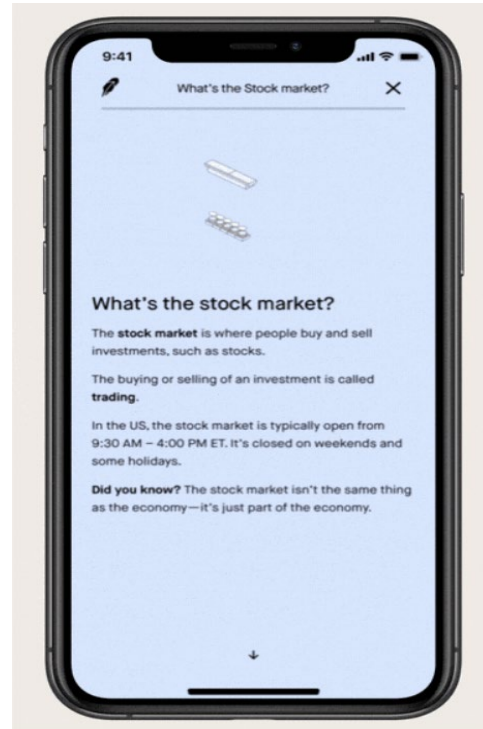 9:41
What's the Stock market?
What's the stock market?
The stock market is where people buy and sell
investments, such as stocks.
The buying or selling of an investment is called
trading.
In the US, the stock market is typically open from
9:30 AM – 4:00 PM ET. It's closed on weekends and
some holidays.
Did you know? The stock market isn't the same thing
as the economy—it's just part of the economy.